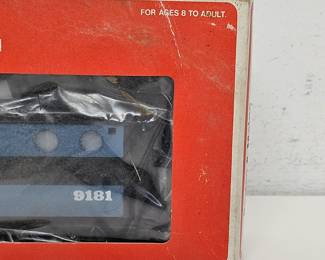 FOR AGES 8 TO ADULT.
9181